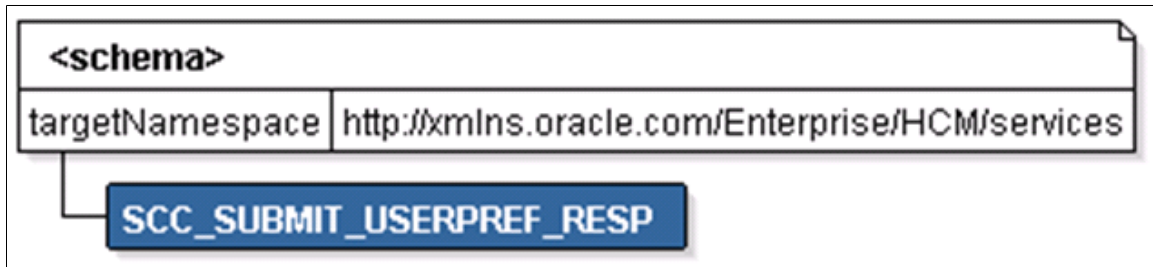 <schema>
targetNamespace http://xmlns.oracle.com/Enterprise/HCM/services
SCC_SUBMIT_USERPREF_RESP